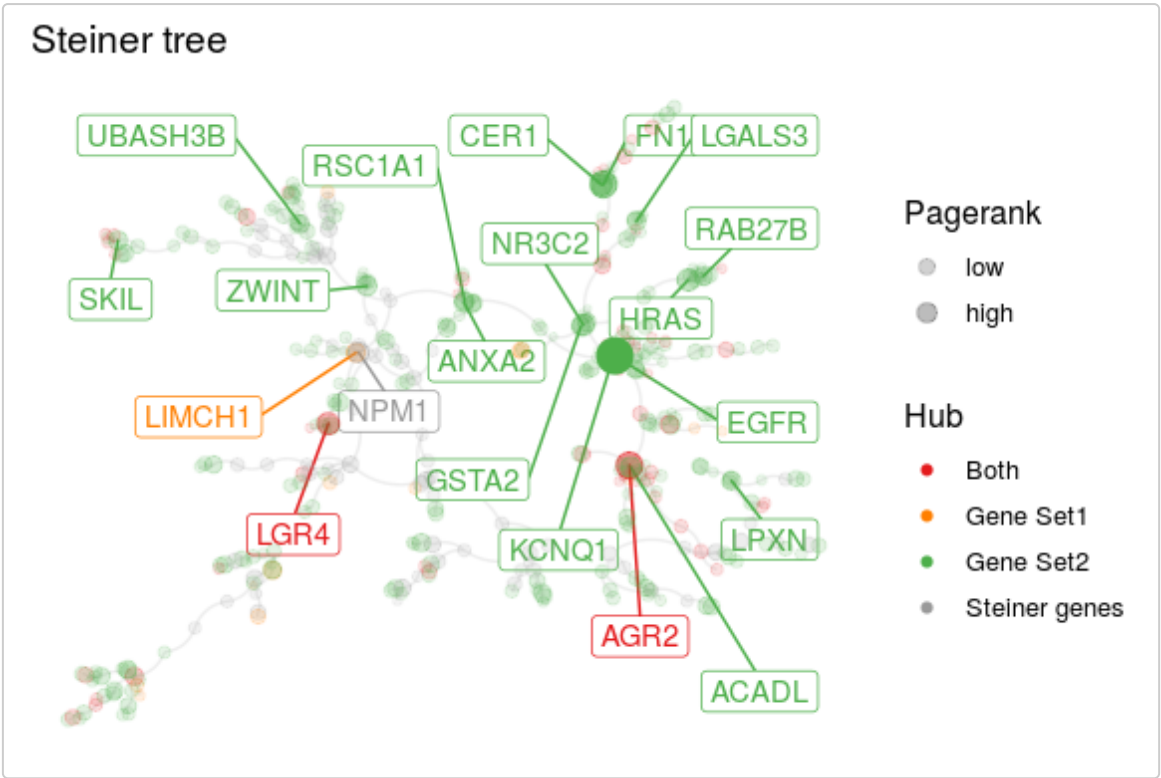 Steiner tree
UBASH3B
RSC1A1
CER1
FN1
LGALS3
NR3C2
RAB27B
SKIL
ZWINT
HRAS
ANXA2
LIMCH1
NPM1
EGFR
GSTA2
LGR4
KCNQ1
LPXN
AGR2
ACADL
Pagerank
low
high
Hub
Both
Gene Set1
Gene Set2
Steiner genes